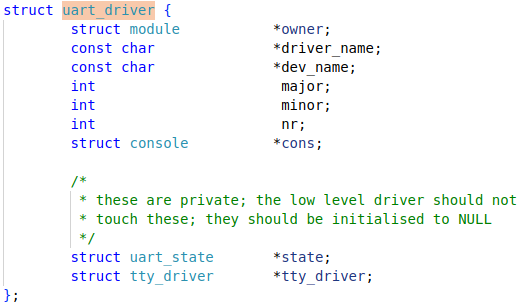 struct uart_driver {
        struct module           *owner;
        const char              *driver_name;
        const char              *dev_name;
        int                      major;
        int                      minor;
        int                      nr;
        struct console          *cons;

        /*
         * these are private; the low level driver should not
         * touch these; they should be initialised to NULL
         */
        struct uart_state       *state;
        struct tty_driver       *tty_driver;
};